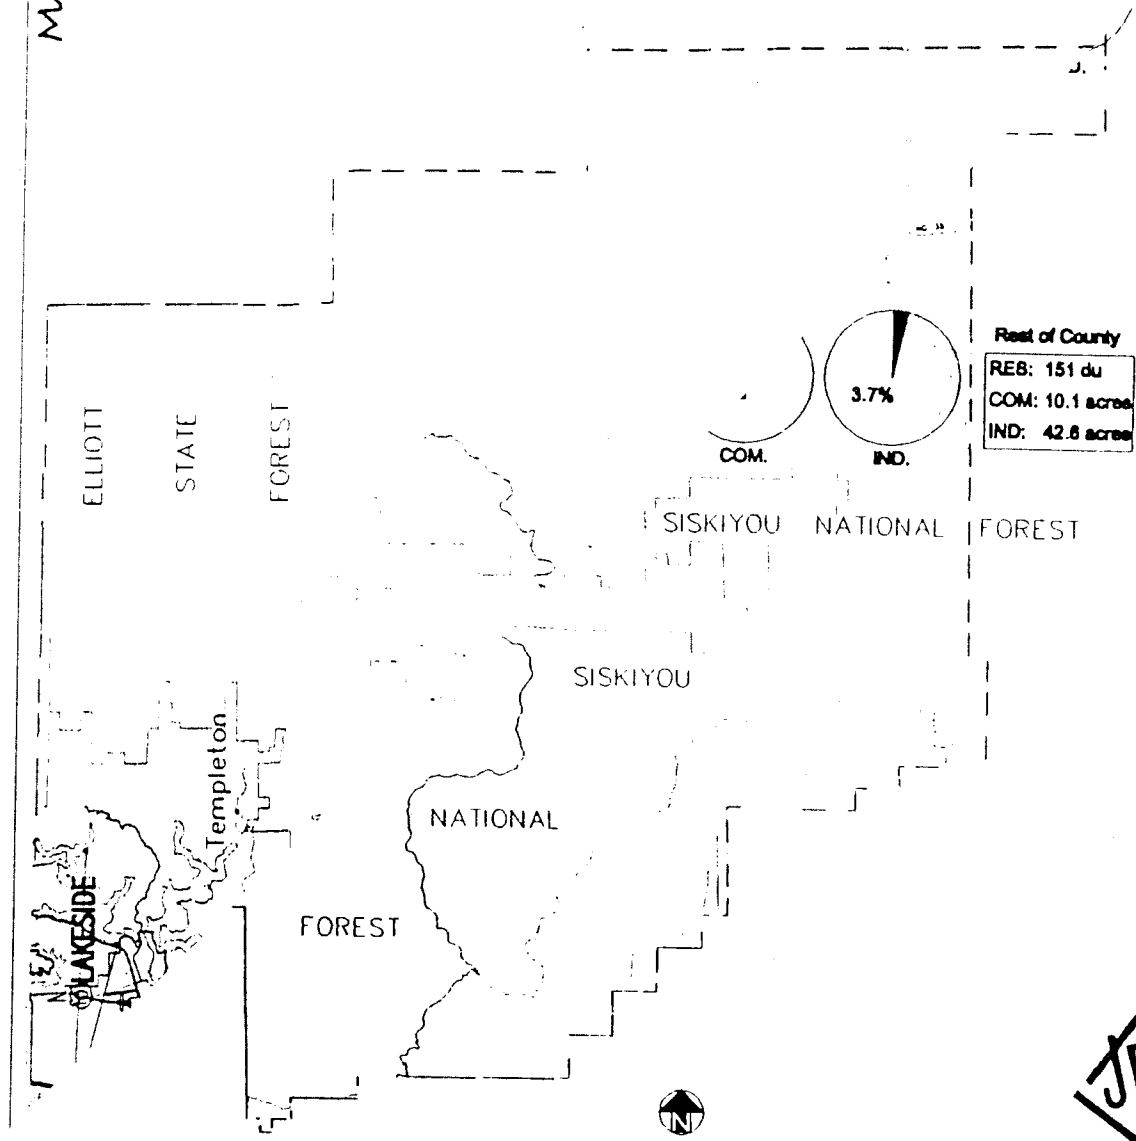 Rest of County
RES: 151 du
COM: 10.1 acres
IND: 42.6 acres
3.7%
COM.
IND.
ELLIOTT
STATE
FOREST
SISKIYOU NATIONAL FOREST
SISKIYOU
Templeton
NATIONAL
LAKESIDE
FOREST
N